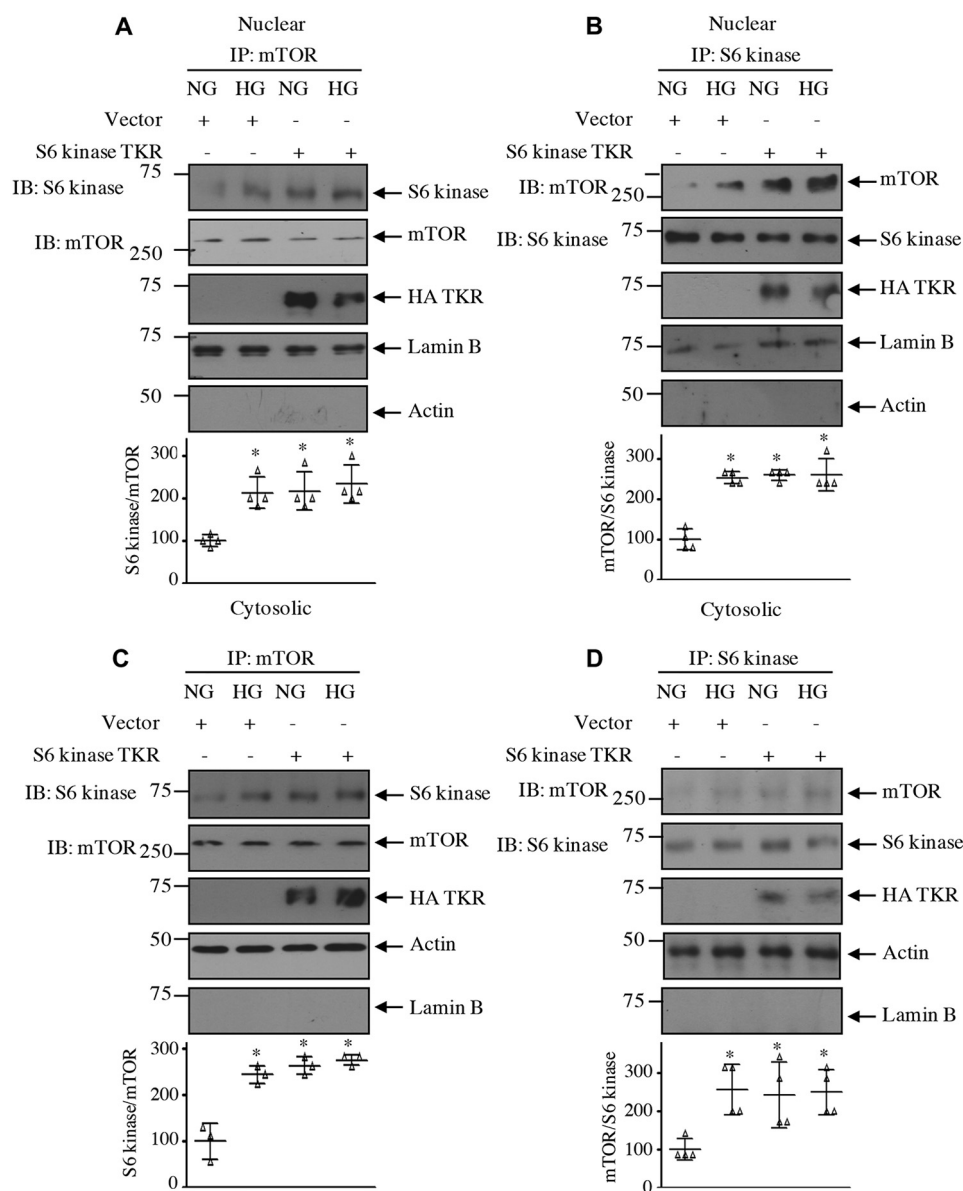 A
Nuclear
IP: mTOR
NG HG NG HG
Vector + + - -
S6 kinase TKR - - + +
75
IB: S6 kinase
S6 kinase
IB: mTOR
250
mTOR
75
HA TKR
75
Lamin B
50
Actin
S6 kinase/mTOR
300
200
100
0
* * *
B
Nuclear
IP: S6 kinase
NG HG NG HG
Vector + + - -
S6 kinase TKR - - + +
IB: mTOR
250
mTOR
75
IB: S6 kinase
S6 kinase
75
HA TKR
75
Lamin B
50
Actin
mTOR/S6 kinase
300
200
100
0
* * *
C
Cytosolic
IP: mTOR
NG HG NG HG
Vector + + - -
S6 kinase TKR - - + +
75
IB: S6 kinase
S6 kinase
IB: mTOR
250
mTOR
75
HA TKR
50
Actin
75
Lamin B
S6 kinase/mTOR
300
200
100
0
* * *
D
Cytosolic
IP: S6 kinase
NG HG NG HG
Vector + + - -
S6 kinase TKR - - + +
IB: mTOR
250
mTOR
75
IB: S6 kinase
S6 kinase
75
HA TKR
50
Actin
75
Lamin B
mTOR/S6 kinase
300
200
100
0
* * *